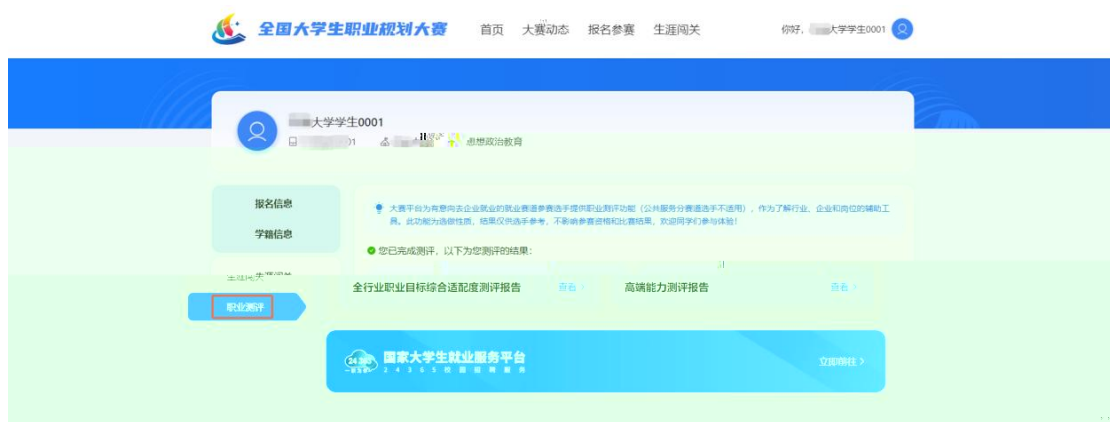 全国大学生职业规划大赛 首页 大赛动态 报名参赛 生涯闯关 你好, 大学学生0001
大学学生0001
01 思想政治教育
报名信息
学籍信息
生涯闯关
职业测评
大赛平台为有意向去企业就业的就业赛道参赛选手提供职业测评功能（公共服务分赛道选手不适用）, 作为了解行业、企业和岗位的辅助工
具。此功能为选做性质, 结果仅供选手参考, 不影响参赛资格和比赛结果, 欢迎同学们参与体验!
您已完成测评, 以下为您测评的结果:
全行业职业目标综合适配度测评报告 查看 >
高端能力测评报告 查看 >
国家大学生就业服务平台
24365校园招聘服务
立即前往 >